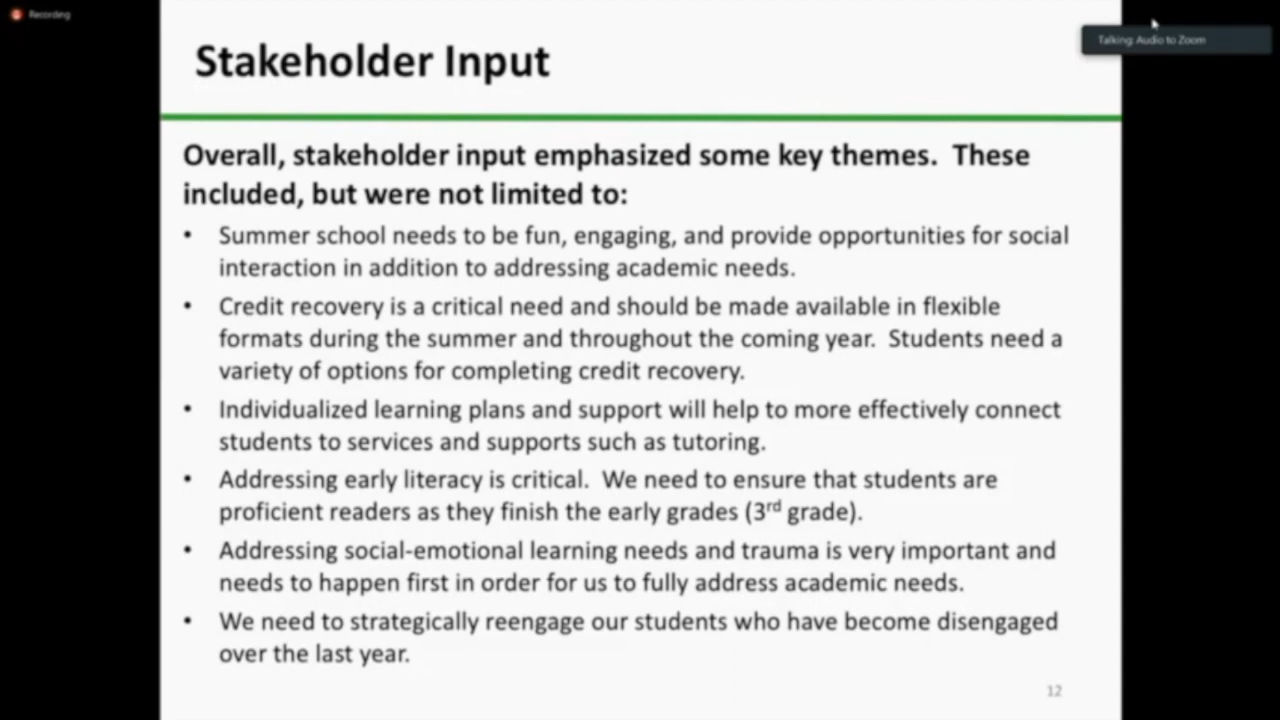 Recording
Talking: Audio to Zoom
Stakeholder Input
Overall, stakeholder input emphasized some key themes.  These
included, but were not limited to:
• Summer school needs to be fun, engaging, and provide opportunities for social
interaction in addition to addressing academic needs.
• Credit recovery is a critical need and should be made available in flexible
formats during the summer and throughout the coming year.  Students need a
variety of options for completing credit recovery.
• Individualized learning plans and support will help to more effectively connect
students to services and supports such as tutoring.
• Addressing early literacy is critical.  We need to ensure that students are
proficient readers as they finish the early grades (3rd grade).
• Addressing social-emotional learning needs and trauma is very important and
needs to happen first in order for us to fully address academic needs.
• We need to strategically reengage our students who have become disengaged
over the last year.
12